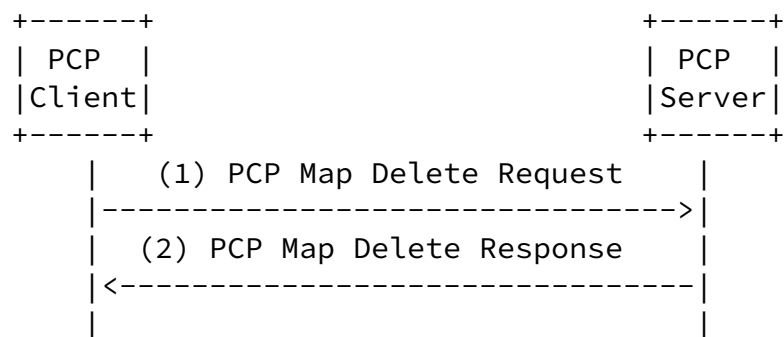 +------+                                +------+
| PCP  |                                | PCP  |
|Client|                                |Server|
+------+                                +------+
    |   (1) PCP Map Delete Request   |
    |-------------------------------->|
    |  (2) PCP Map Delete Response   |
    |<--------------------------------|
    |                                 |